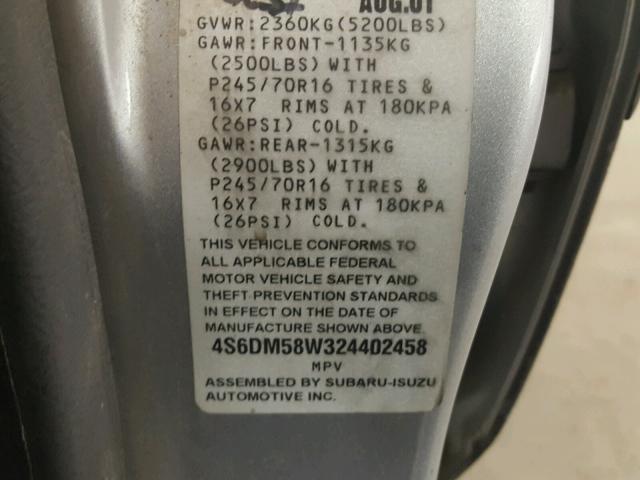 AUG.01
GVWR:2360KG(5200LBS)
GAWR:FRONT-1135KG
(2500LBS) WITH
P245/70R16 TIRES &
16X7 RIMS AT 180KPA
(26PSI) COLD.
GAWR:REAR-1315KG
(2900LBS) WITH
P245/70R16 TIRES &
16X7 RIMS AT 180KPA
(26PSI) COLD.
THIS VEHICLE CONFORMS TO
ALL APPLICABLE FEDERAL
MOTOR VEHICLE SAFETY AND
THEFT PREVENTION STANDARDS
IN EFFECT ON THE DATE OF
MANUFACTURE SHOWN ABOVE.
4S6DM58W324402458
MPV
ASSEMBLED BY SUBARU-ISUZU
AUTOMOTIVE INC.